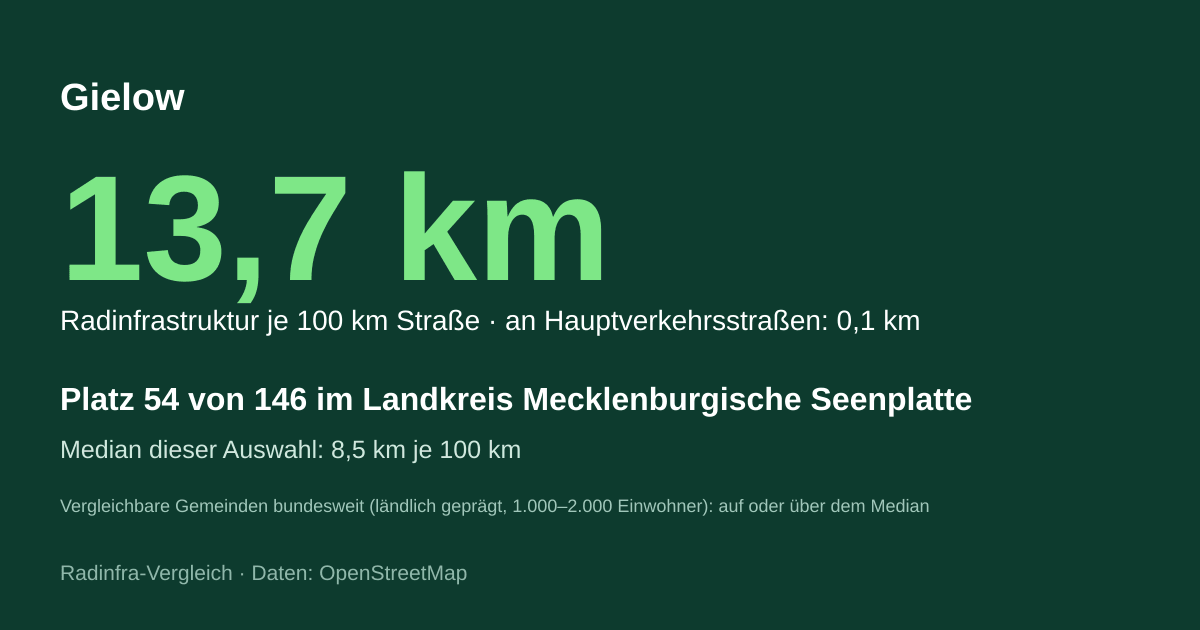 Gielow
13,7 km
Radinfrastruktur je 100 km Straße · an Hauptverkehrsstraßen: 0,1 km
Platz 54 von 146 im Landkreis Mecklenburgische Seenplatte
Median dieser Auswahl: 8,5 km je 100 km
Vergleichbare Gemeinden bundesweit (ländlich geprägt, 1.000–2.000 Einwohner): auf oder über dem Median
Radinfra-Vergleich · Daten: OpenStreetMap